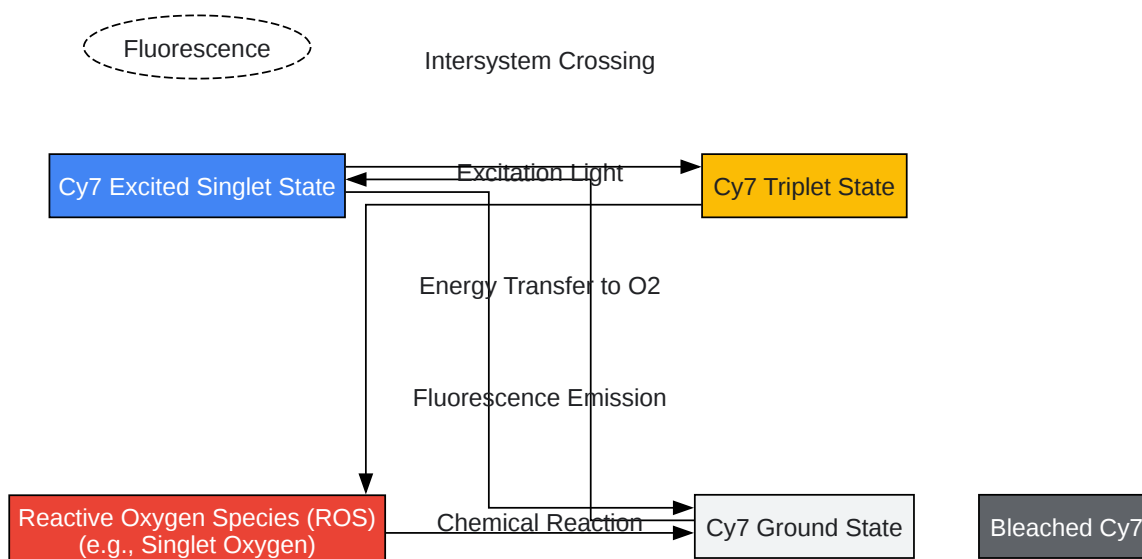 Fluorescence
Intersystem Crossing
Cy7 Excited Singlet State
Excitation Light
Cy7 Triplet State
Energy Transfer to O2
Fluorescence Emission
Reactive Oxygen Species (ROS)
(e.g., Singlet Oxygen)
Chemical Reaction
Cy7 Ground State
Bleached Cy7